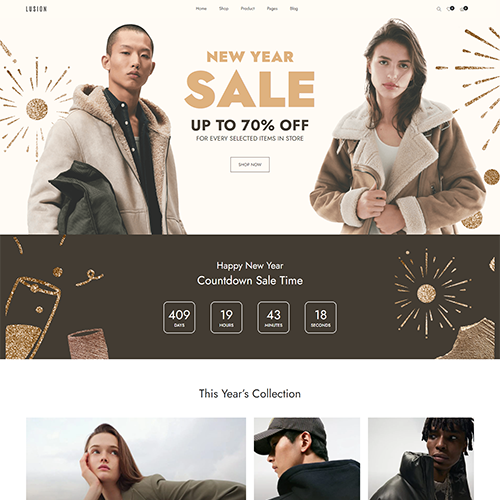 LUSION
Home Shop Product Pages Blog
0 0
NEW YEAR
SALE
UP TO 70% OFF
FOR EVERY SELECTED ITEMS IN STORE
SHOP NOW
Happy New Year
Countdown Sale Time
409 19 43 18
DAYS HOURS MINUTES SECONDS
This Year's Collection